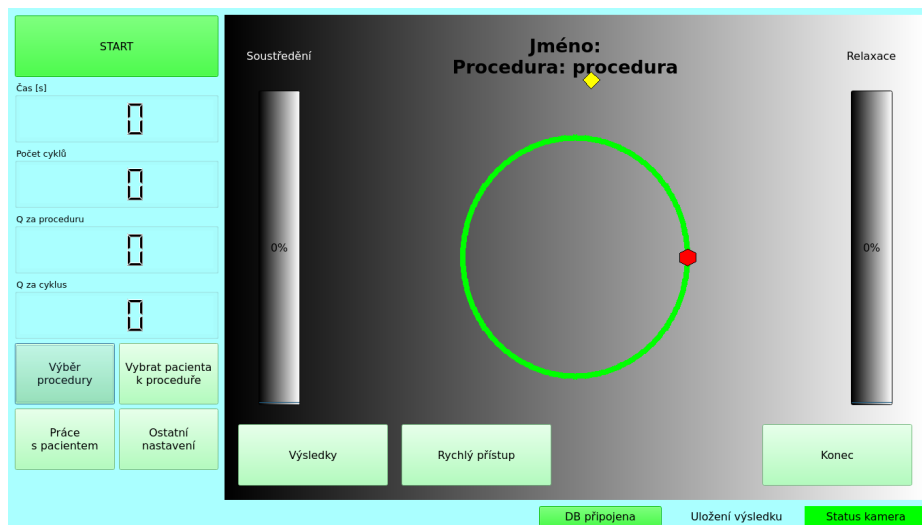 START
Čas [s]
0
Počet cyklů
0
Q za proceduru
0
Q za cyklus
0
Výběr
procedury
Vybrat pacienta
k proceduře
Práce
s pacientem
Ostatní
nastavení
Soustředění
Jméno:
Procedura: procedura
Relaxace
0%
0%
Výsledky
Rychlý přístup
Konec
DB připojena
Uložení výsledku
Status kamera